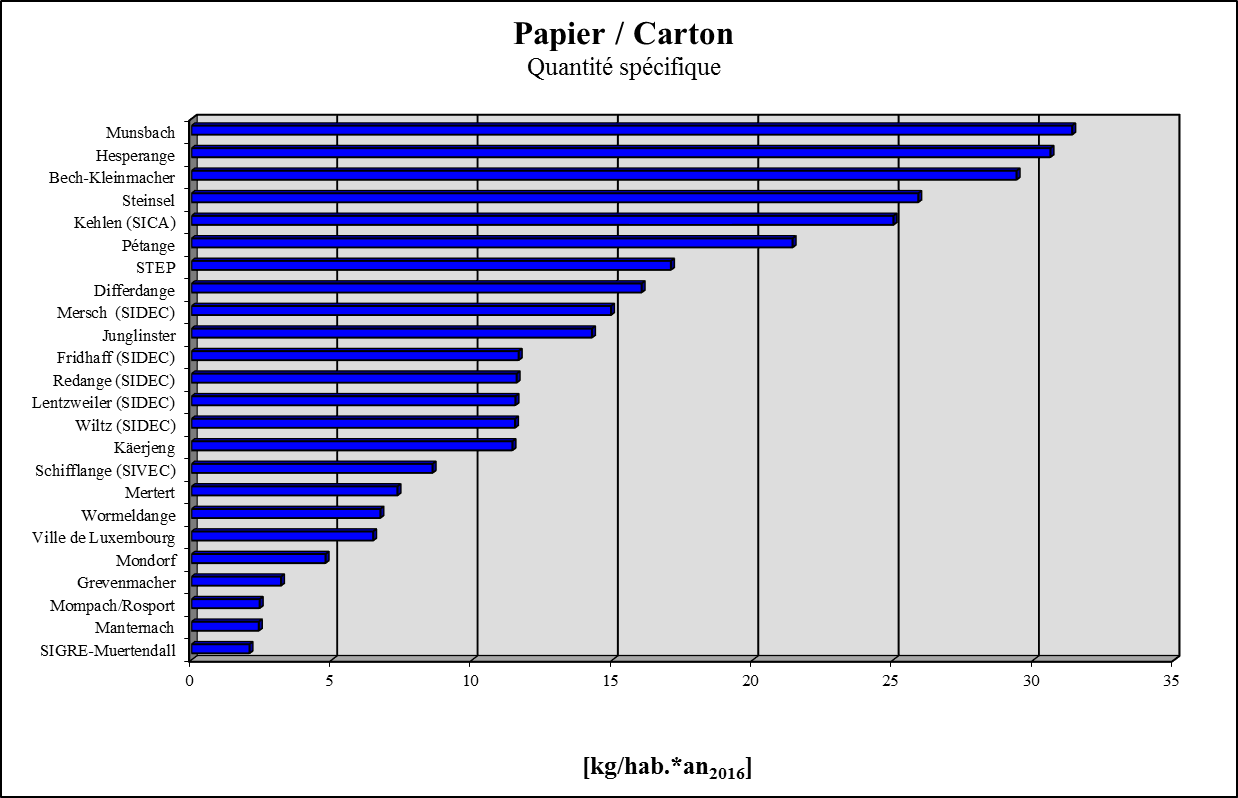 Papier / Carton
Quantité spécifique
Munsbach
Hesperange
Bech-Kleinmacher
Steinsel
Kehlen (SICA)
Pétange
STEP
Differdange
Mersch  (SIDEC)
Junglinster
Fridhaff (SIDEC)
Redange (SIDEC)
Lentzweiler (SIDEC)
Wiltz (SIDEC)
Käerjeng
Schifflange (SIVEC)
Mertert
Wormeldange
Ville de Luxembourg
Mondorf
Grevenmacher
Mompach/Rosport
Manternach
SIGRE-Muertendall
0 5 10 15 20 25 30 35
[kg/hab.*an2016]